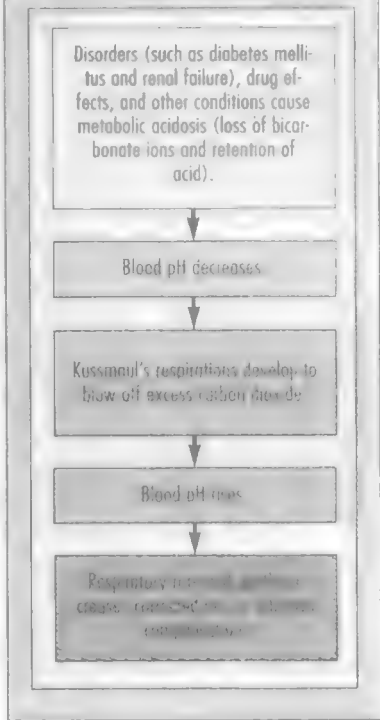 Disorders (such as diabetes melli-
tus and renal failure), drug ef-
fects, and other conditions cause
metabolic acidosis (loss of bicar-
bonate ions and retention of
acid).
Blood pH decreases.
Kussmaul's respirations develop to
blow off excess carbon dioxide.
Blood pH rises.
Respiratory